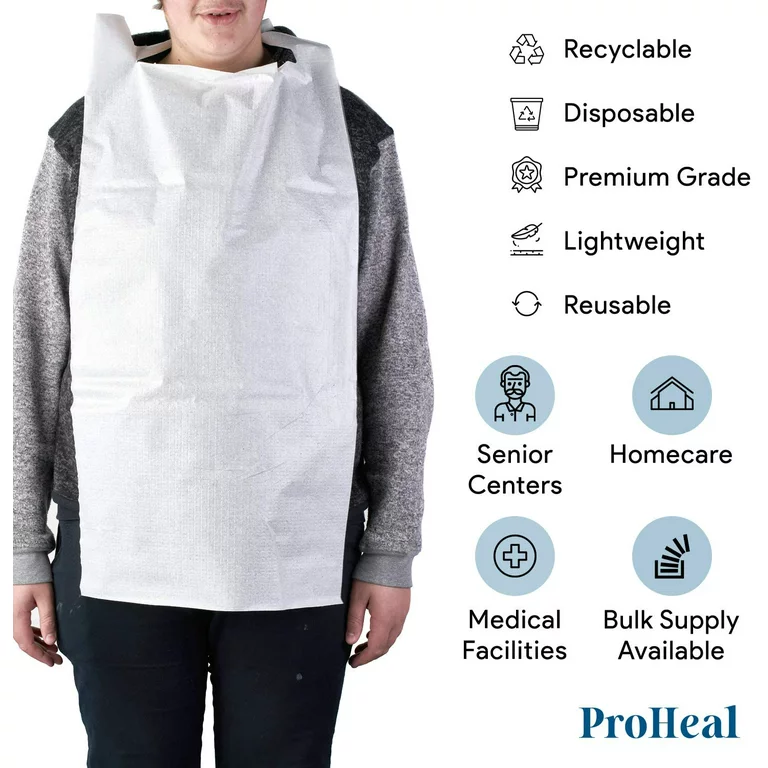 Recyclable
Disposable
Premium Grade
Lightweight
Reusable
Senior
Centers
Homecare
Medical
Facilities
Bulk Supply
Available
ProHeal